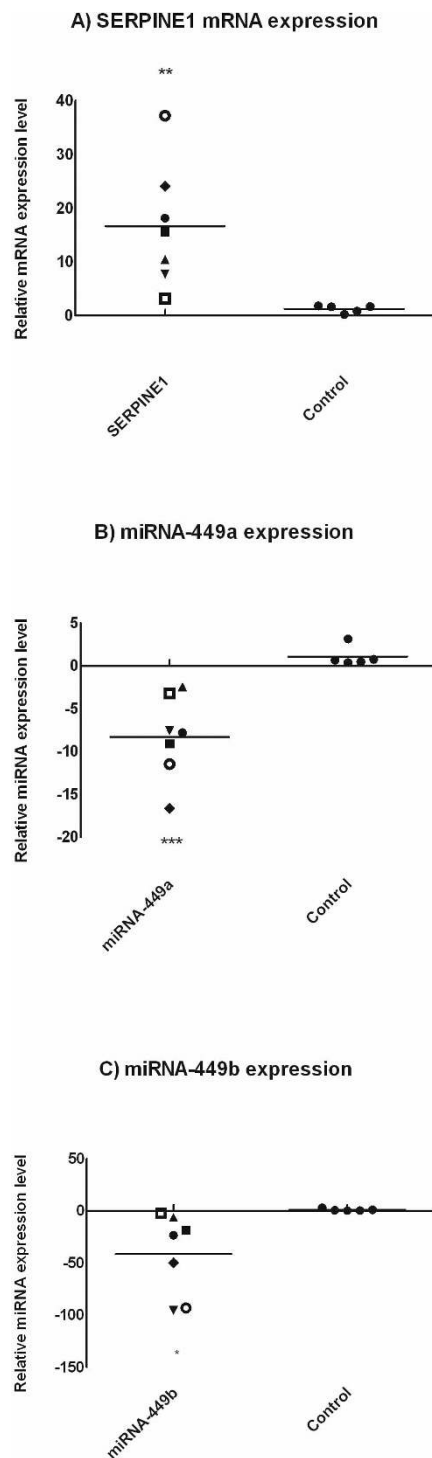 A) SERPINE1 mRNA expression
**
Relative mRNA expression level
40
30
20
10
0
SERPINE1
Control
B) miRNA-449a expression
Relative miRNA expression level
5
0
-5
-10
-15
-20
***
miRNA-449a
Control
C) miRNA-449b expression
Relative miRNA expression level
50
0
-50
-100
-150
*
miRNA-449b
Control